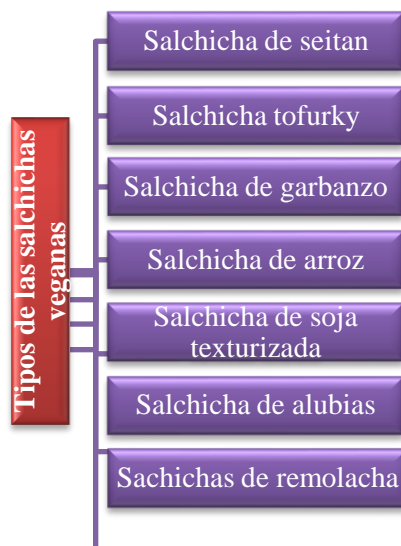 Tipos de las salchichas
veganas
Salchicha de seitan
Salchicha tofurky
Salchicha de garbanzo
Salchicha de arroz
Salchicha de soja
texturizada
Salchicha de alubias
Sachichas de remolacha